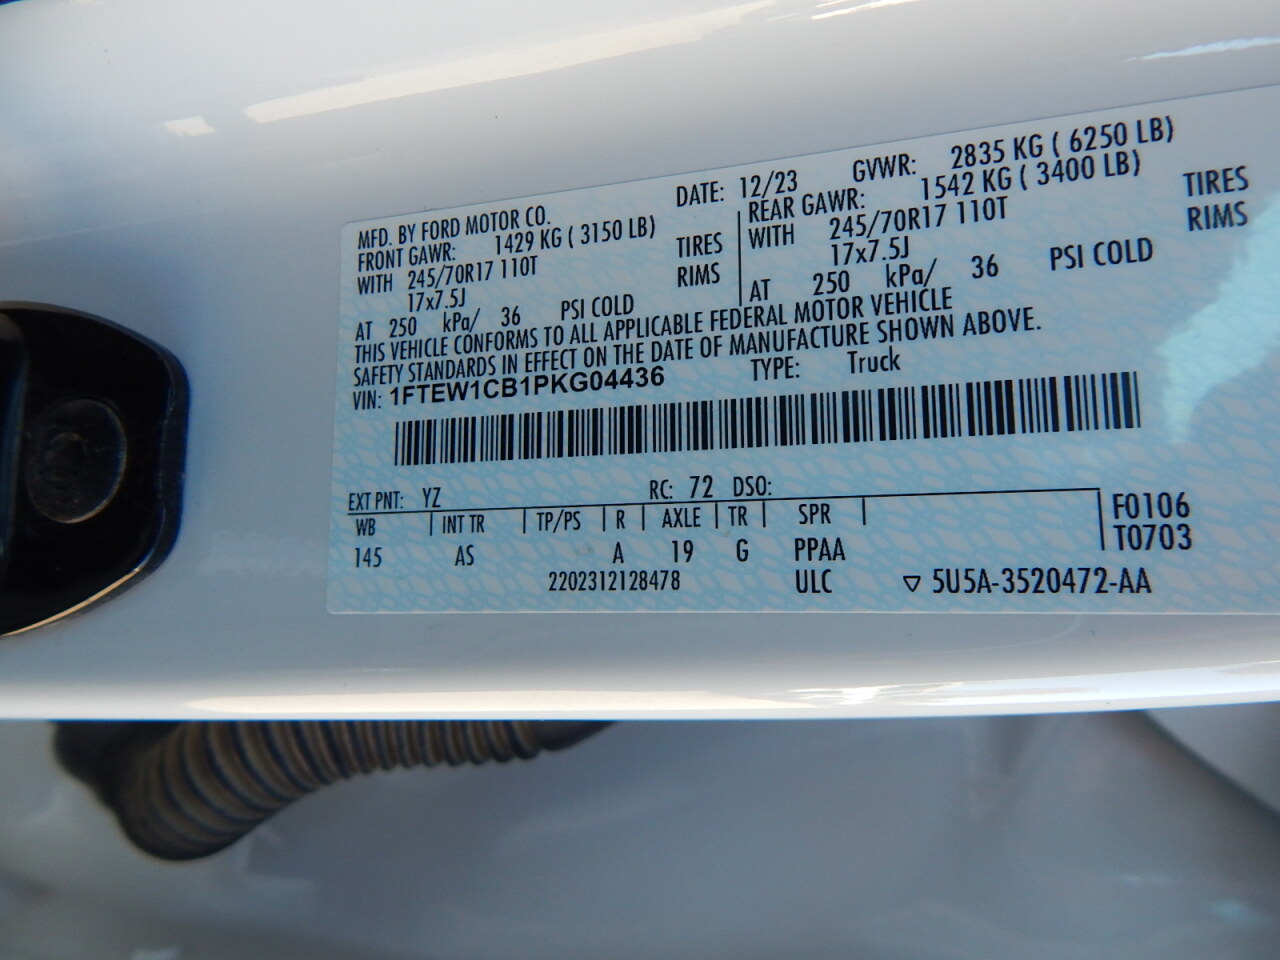 MFD. BY FORD MOTOR CO. DATE: 12/23 GVWR: 2835 KG ( 6250 LB)
FRONT GAWR: 1429 KG ( 3150 LB) REAR GAWR: 1542 KG ( 3400 LB)
WITH 245/70R17 110T TIRES WITH 245/70R17 110T TIRES
17x7.5J RIMS 17x7.5J RIMS
AT 250 kPa/ 36 PSI COLD AT 250 kPa/ 36 PSI COLD
THIS VEHICLE CONFORMS TO ALL APPLICABLE FEDERAL MOTOR VEHICLE
SAFETY STANDARDS IN EFFECT ON THE DATE OF MANUFACTURE SHOWN ABOVE.
VIN: 1FTEW1CB1PKG04436 TYPE: Truck
EXT PNT: YZ RC: 72 DSO:
WB INT TR TP/PS R AXLE TR SPR F0106
145 AS A 19 G PPAA T0703
2202312128478 ULC ▽ 5U5A-3520472-AA